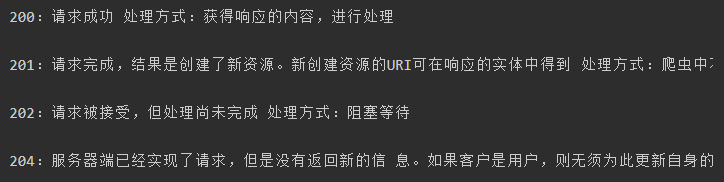 200：请求成功 处理方式：获得响应的内容，进行处理
201：请求完成，结果是创建了新资源。新创建资源的URI可在响应的实体中得到 处理方式：爬虫中
202：请求被接受，但处理尚未完成 处理方式：阻塞等待
204：服务器端已经实现了请求，但是没有返回新的信 息。如果客户是用户，则无须为此更新自身的